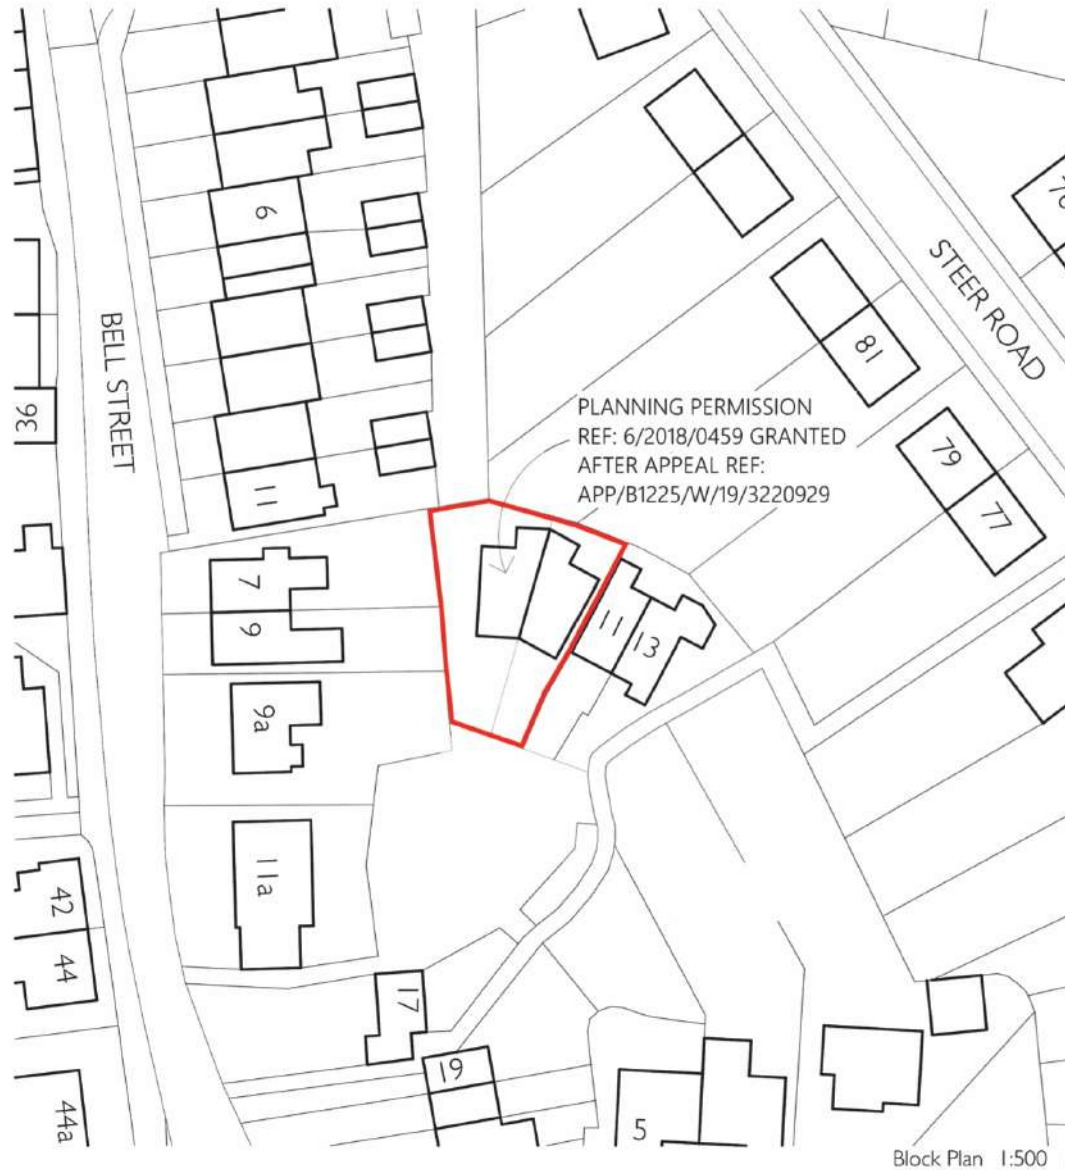 6
BELL STREET
36
STEER ROAD
81
PLANNING PERMISSION
REF: 6/2018/0459 GRANTED
AFTER APPEAL REF:
APP/B1225/W/19/3220929
79
77
11
7
9
11
13
9a
11a
42
44
17
19
44a
5
Block Plan 1:500